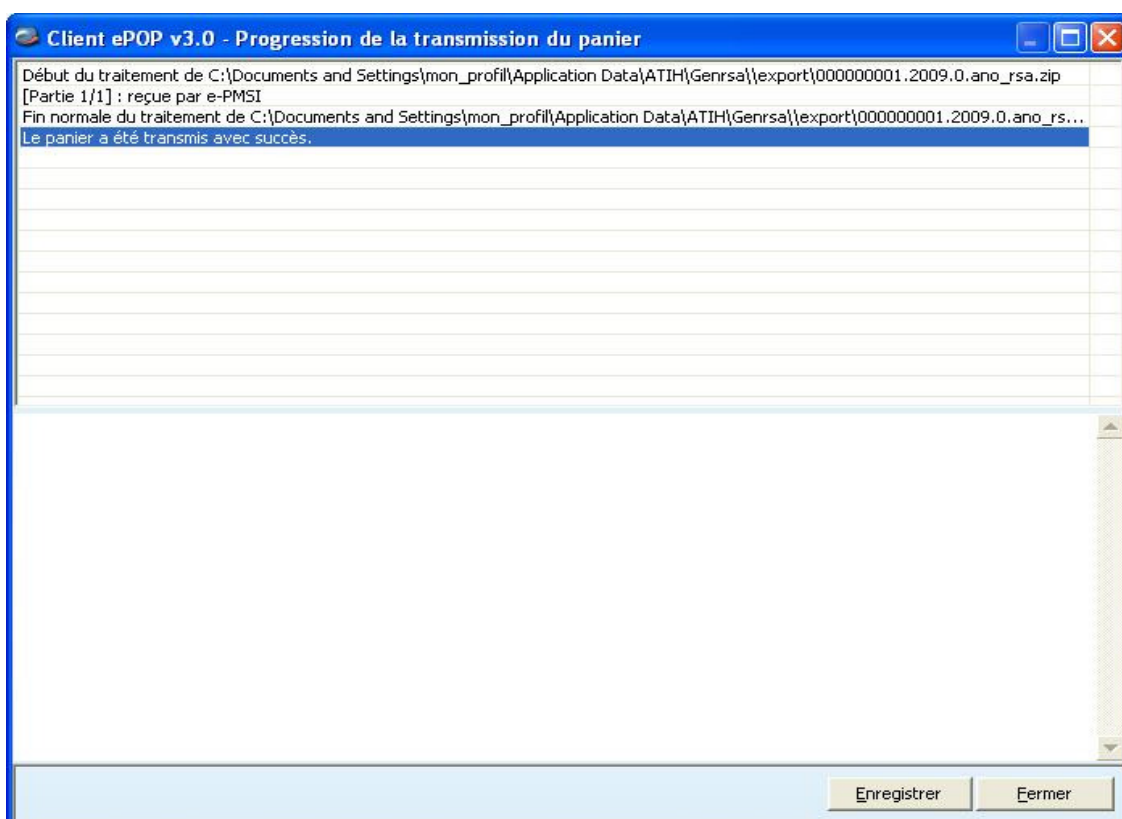 Client ePOP v3.0 - Progression de la transmission du panier
Début du traitement de C:\Documents and Settings\mon_profil\Application Data\ATIH\Genrsa\\export\000000001.2009.0.ano_rsa.zip
[Partie 1/1] : reçue par e-PMSI
Fin normale du traitement de C:\Documents and Settings\mon_profil\Application Data\ATIH\Genrsa\\export\000000001.2009.0.ano_rs...
Le panier a été transmis avec succès.
Enregistrer
Fermer